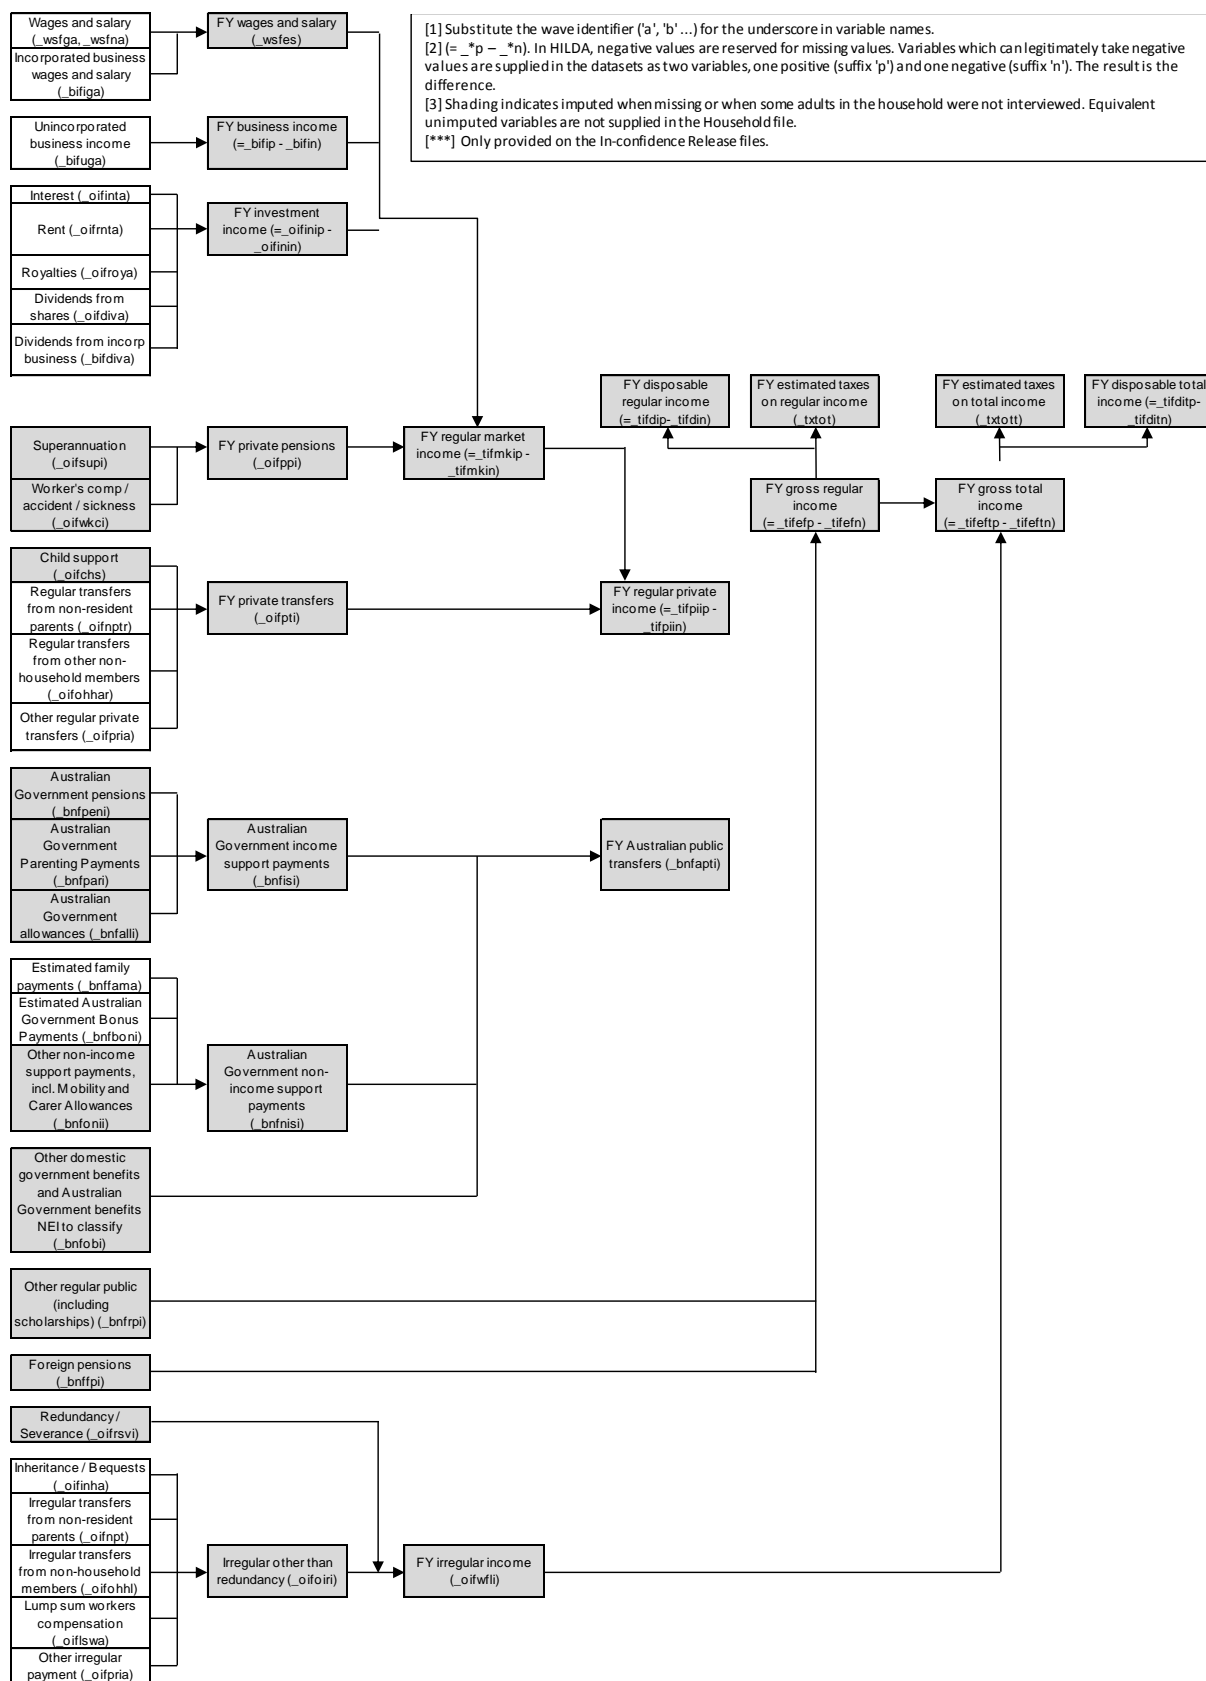 Wages and salary
(_wsfga, _wsfna)
Incorporated business
wages and salary
(_bifiga)
FY wages and salary
(_wsfes)
[1] Substitute the wave identifier ('a', 'b' ...) for the underscore in variable names.
[2] (= _*p – _*n). In HILDA, negative values are reserved for missing values. Variables which can legitimately take negative
values are supplied in the datasets as two variables, one positive (suffix 'p') and one negative (suffix 'n'). The result is the
difference.
[3] Shading indicates imputed when missing or when some adults in the household were not interviewed. Equivalent
unimputed variables are not supplied in the Household file.
[***] Only provided on the In-confidence Release files.
Unincorporated
business income
(_bifuga)
FY business income
(=_bifip - _bifin)
Interest (_oifinta)
Rent (_oifrnta)
Royalties (_oifroya)
Dividends from
shares (_oifdiva)
Dividends from incorp
business (_bifdiva)
FY investment
income (=_oifinip -
_oifinin)
FY disposable
regular income
(=_tifdip-_tifdin)
FY estimated taxes
on regular income
(_txtot)
FY estimated taxes
on total income
(_txtott)
FY disposable total
income (=_tifditp-
_tifditn)
Superannuation
(_oifsupi)
Worker's comp /
accident / sickness
(_oifwkci)
FY private pensions
(_oifppi)
FY regular market
income (=_tifmkip -
_tifmkin)
FY gross regular
income
(= _tifefp - _tifefn)
FY gross total
income
(= _tifeftp - _tifeftn)
Child support
(_oifchs)
Regular transfers
from non-resident
parents (_oifnptr)
Regular transfers
from other non-
household members
(_oifohhar)
Other regular private
transfers (_oifpria)
FY private transfers
(_oifpti)
FY regular private
income (=_tifpiip -
_tifpiin)
Australian
Government pensions
(_bnfpeni)
Australian
Government
Parenting Payments
(_bnfpari)
Australian
Government
allowances (_bnfalli)
Australian
Government income
support payments
(_bnfisi)
FY Australian public
transfers (_bnfapti)
Estimated family
payments (_bnffama)
Estimated Australian
Government Bonus
Payments (_bnfboni)
Other non-income
support payments,
incl. Mobility and
Carer Allowances
(_bnfonii)
Australian
Government non-
income support
payments
(_bnfnisi)
Other domestic
government benefits
and Australian
Government benefits
NEI to classify
(_bnfobi)
Other regular public
(including
scholarships) (_bnfrpi)
Foreign pensions
(_bnffpi)
Redundancy /
Severance (_oifrsvi)
Inheritance / Bequests
(_oifinha)
Irregular transfers
from non-resident
parents (_oifnpt)
Irregular transfers
from non-household
members (_oifohhl)
Lump sum workers
compensation
(_oiflswa)
Other irregular
payment (_oifpria)
Irregular other than
redundancy (_oifoiri)
FY irregular income
(_oifwfli)